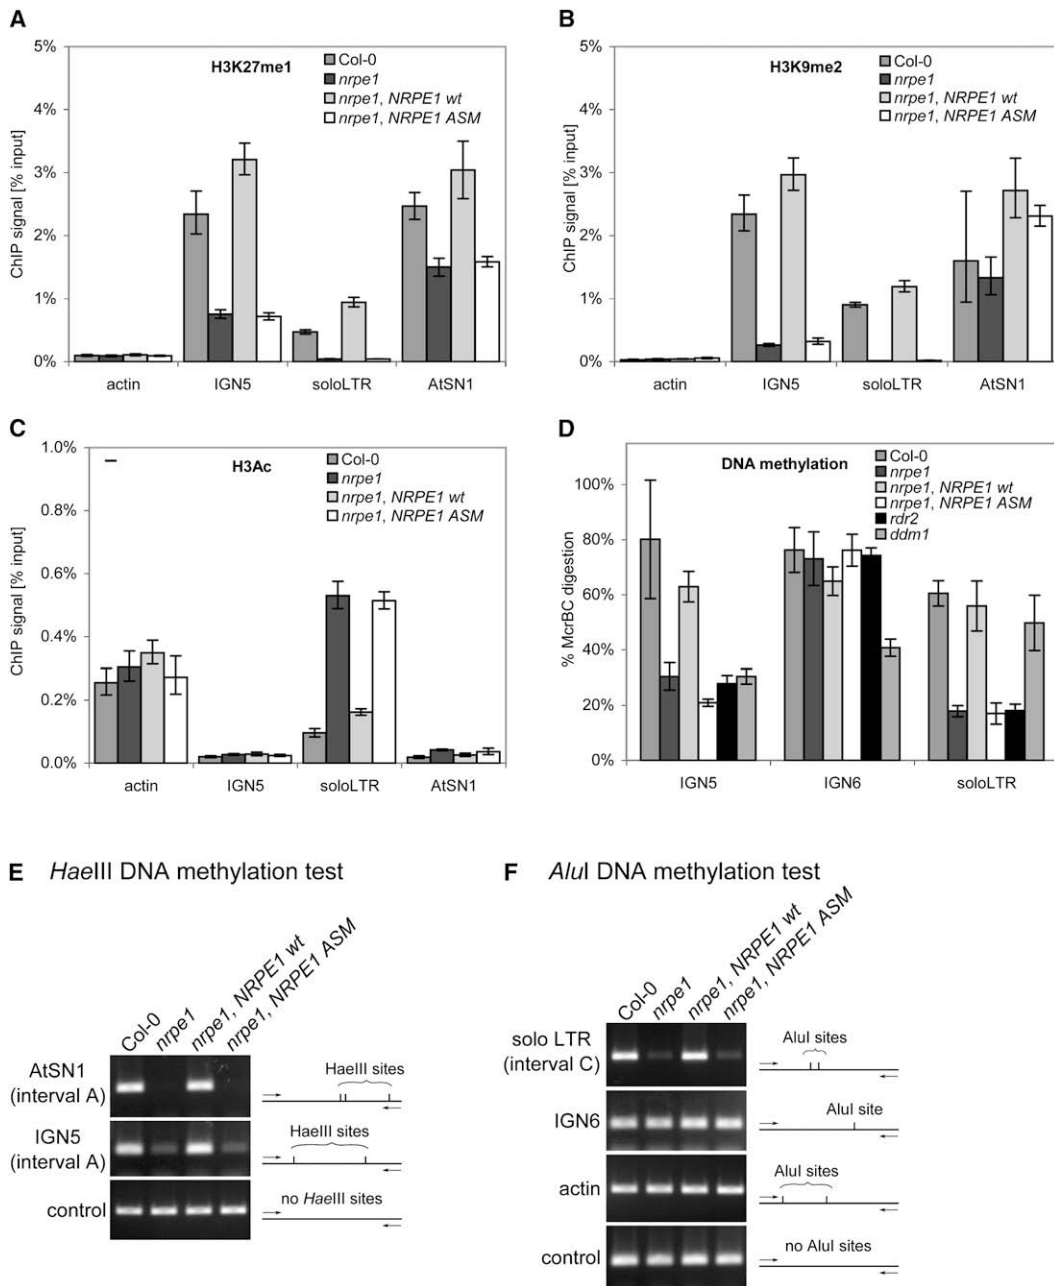 A
H3K27me1
Col-0
nrpe1
nrpe1, NRPE1 wt
nrpe1, NRPE1 ASM
ChIP signal [% input]
5%
4%
3%
2%
1%
0%
actin IGN5 soloLTR AtSN1
B
H3K9me2
Col-0
nrpe1
nrpe1, NRPE1 wt
nrpe1, NRPE1 ASM
ChIP signal [% input]
5%
4%
3%
2%
1%
0%
actin IGN5 soloLTR AtSN1
C
H3Ac
Col-0
nrpe1
nrpe1, NRPE1 wt
nrpe1, NRPE1 ASM
ChIP signal [% input]
1.0%
0.8%
0.6%
0.4%
0.2%
0.0%
actin IGN5 soloLTR AtSN1
D
DNA methylation
Col-0
nrpe1
nrpe1, NRPE1 wt
nrpe1, NRPE1 ASM
rdr2
ddm1
% McrBC digestion
100%
80%
60%
40%
20%
0%
IGN5 IGN6 soloLTR
E HaeIII DNA methylation test
Col-0
nrpe1
nrpe1, NRPE1 wt
nrpe1, NRPE1 ASM
AtSN1
(interval A)
HaeIII sites
IGN5
(interval A)
HaeIII sites
control
no HaeIII sites
F AluI DNA methylation test
Col-0
nrpe1
nrpe1, NRPE1 wt
nrpe1, NRPE1 ASM
solo LTR
(interval C)
AluI sites
IGN6
AluI site
actin
AluI sites
control
no AluI sites